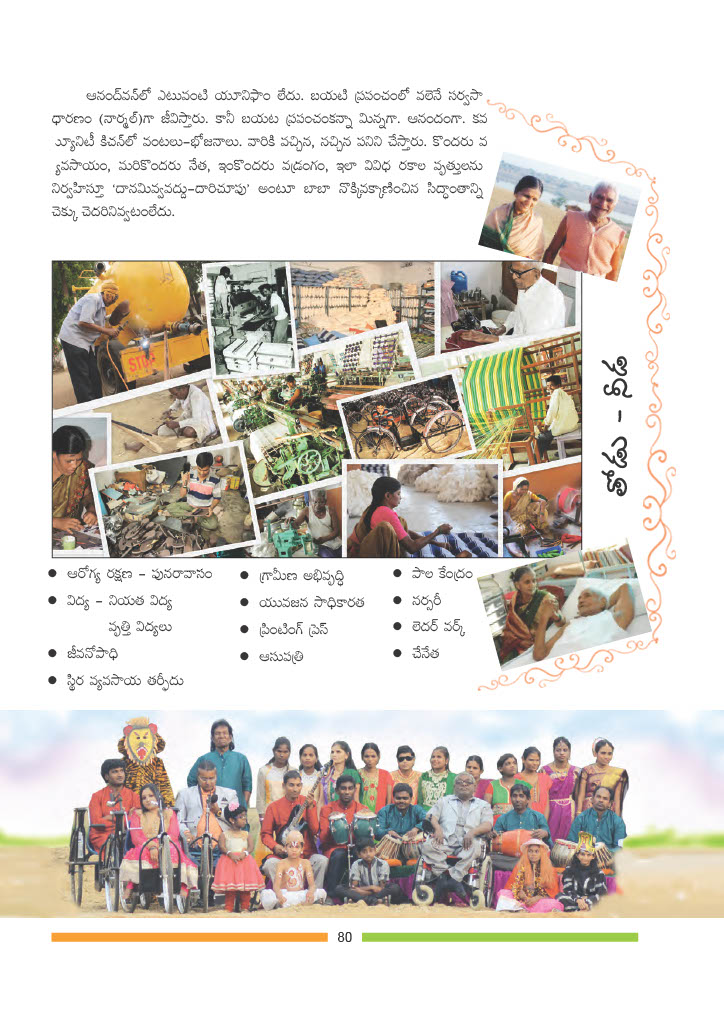 ఆనంద్‌వన్‌లో ఎటువంటి యూనిఫాం లేదు. బయటి ప్రపంచంలో వలెనే సర్వసా
ధారణం (నార్మల్)గా జీవిస్తారు. కానీ బయట ప్రపంచంకన్నా మిన్నగా. ఆనందంగా. కమ
్యూనిటీ కిచన్‌లో వంటలు-భోజనాలు. వారికి వచ్చిన, నచ్చిన పనిని చేస్తారు. కొందరు వ
్యవసాయం, మరికొందరు నేత, ఇంకొందరు వడ్రంగం, ఇలా వివిధ రకాల వృత్తులను
నిర్వహిస్తూ ‘దానమివ్వవద్దు-దారిచూపు’ అంటూ బాబా నొక్కివక్కాణించిన సిద్ధాంతాన్ని
చెక్కు చెదరనివ్వటంలేదు.
STOP
తోడు - నీడ
• ఆరోగ్య రక్షణ - పునరావాసం
• విద్య - నియత విద్య
వృత్తి విద్యలు
• జీవనోపాధి
• స్థిర వ్యవసాయ తర్ఫీదు
• గ్రామీణ అభివృద్ధి
• యువజన సాధికారత
• ప్రింటింగ్ ప్రెస్
• ఆసుపత్రి
• పాల కేంద్రం
• నర్సరీ
• లెదర్ వర్క్
• చేనేత
80